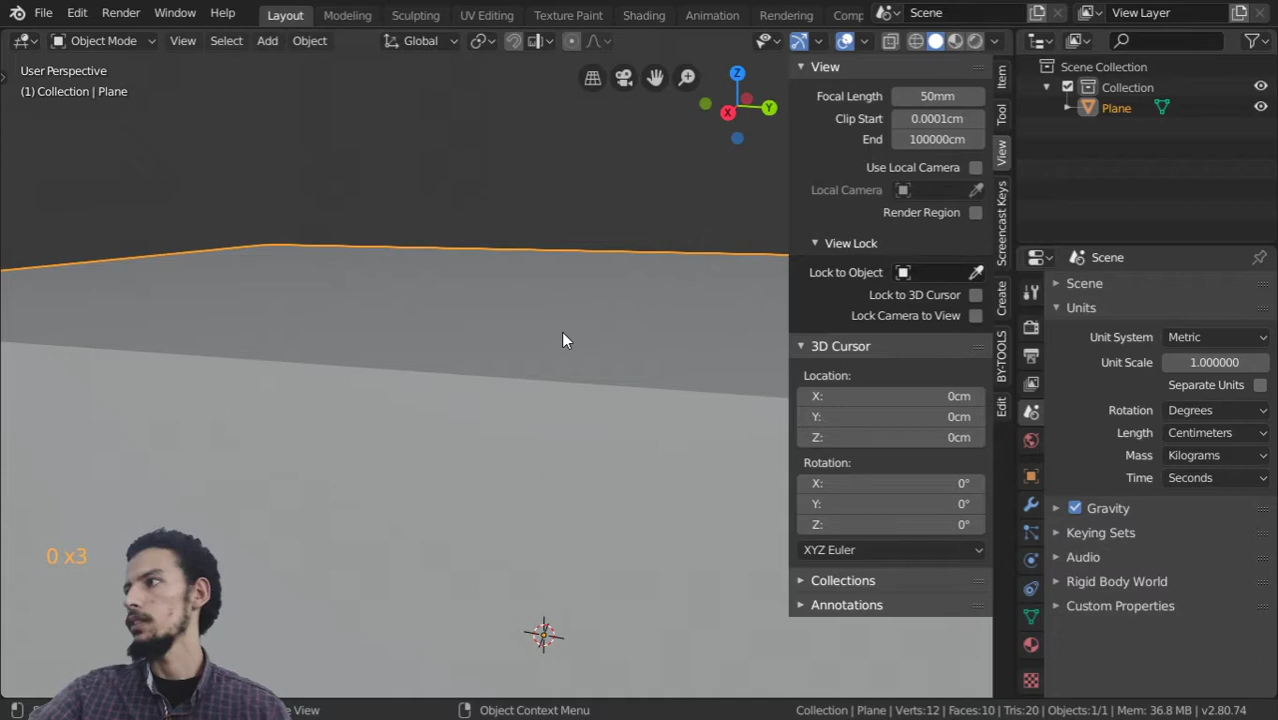 File Edit Render Window Help Layout Modeling Sculpting UV Editing Texture Paint Shading Animation Rendering Comp Scene View Layer
Object Mode View Select Add Object Global
User Perspective
(1) Collection | Plane
Z
Y
X
View
Focal Length 50mm
Clip Start 0.0001cm
End 100000cm
Use Local Camera
Local Camera
Render Region
View Lock
Lock to Object
Lock to 3D Cursor
Lock Camera to View
3D Cursor
Location:
X: 0cm
Y: 0cm
Z: 0cm
Rotation:
X: 0°
Y: 0°
Z: 0°
XYZ Euler
Collections
Annotations
Item
Tool
View
Screencast Keys
Create
BY-TOOLS
Edit
Scene Collection
Collection
Plane
Scene
Scene
Units
Unit System Metric
Unit Scale 1.000000
Separate Units
Rotation Degrees
Length Centimeters
Mass Kilograms
Time Seconds
Gravity
Keying Sets
Audio
Rigid Body World
Custom Properties
0 x3
View Object Context Menu Collection | Plane | Verts:12 | Faces:10 | Tris:20 | Objects:1/1 | Mem: 36.8 MB | v2.80.74